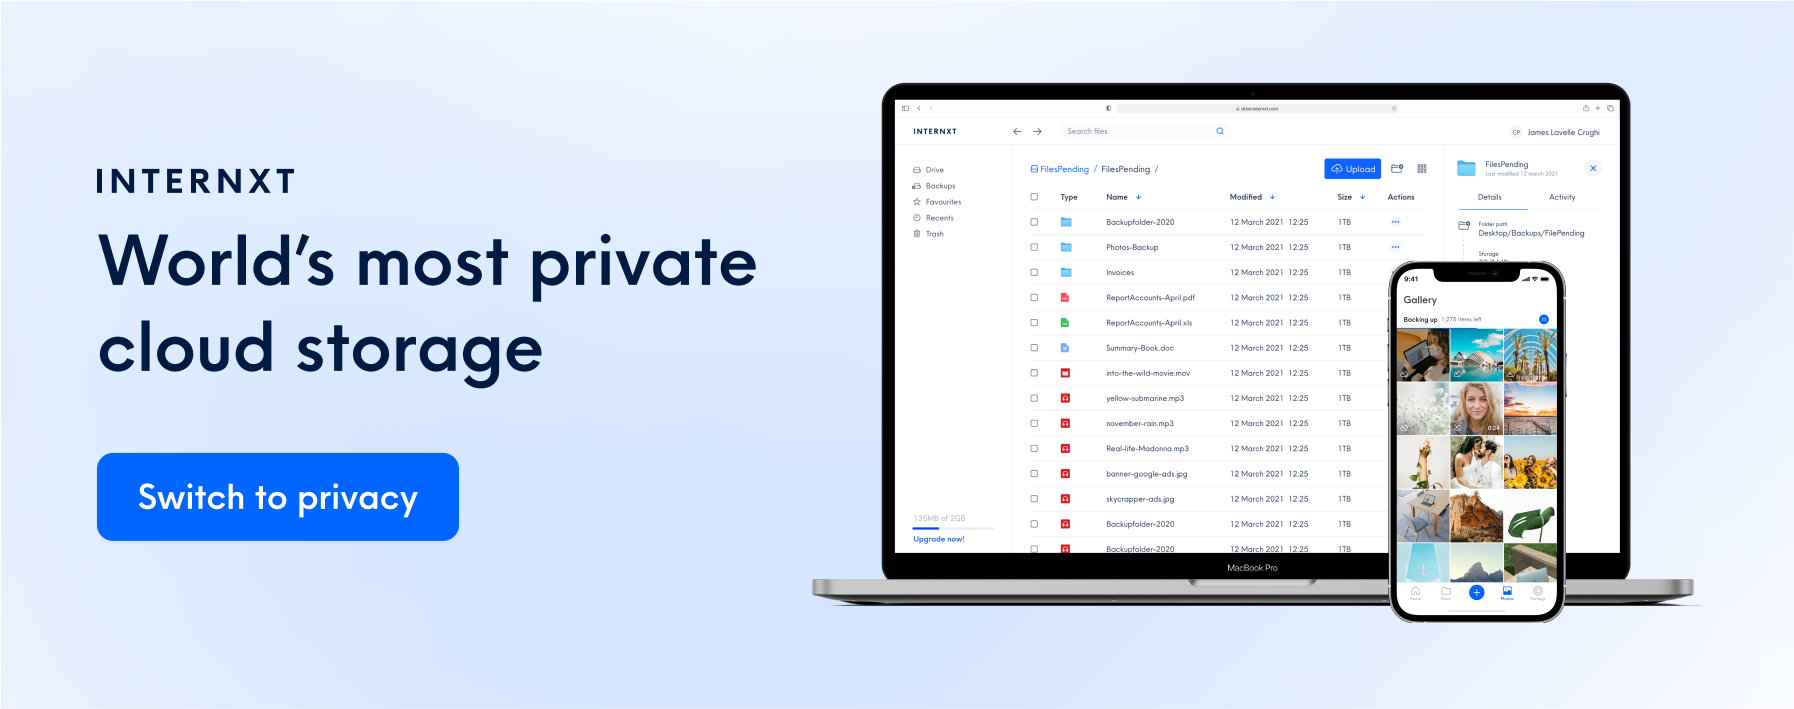 INTERNXT
World's most private
cloud storage
Switch to privacy
drive.internxt.com
INTERNXT
Search files
CP James Lavelle Crughi
Drive
Backups
Favourites
Recents
Trash
135MB of 2GB
Upgrade now!
FilesPending / FilesPending /
Upload
Type Name Modified Size Actions
Backupfolder-2020 12 March 2021 12:25 1TB
Photos-Backup 12 March 2021 12:25 1TB
Invoices 12 March 2021 12:25 1TB
ReportAccounts-April.pdf 12 March 2021 12:25 1TB
ReportAccounts-April.xls 12 March 2021 12:25 1TB
Summary-Book.doc 12 March 2021 12:25 1TB
into-the-wild-movie.mov 12 March 2021 12:25 1TB
yellow-submarine.mp3 12 March 2021 12:25 1TB
november-rain.mp3 12 March 2021 12:25 1TB
Real-life-Madonna.mp3 12 March 2021 12:25 1TB
banner-google-ads.jpg 12 March 2021 12:25 1TB
skycrapper-ads.jpg 12 March 2021 12:25 1TB
Backupfolder-2020 12 March 2021 12:25 1TB
Backupfolder-2020 12 March 2021 12:25 1TB
FilesPending
Last modified 12 march 2021
Details Activity
Folder path
Desktop/Backups/FilePending
Storage
MacBook Pro
9:41
Gallery
Backing up 1,275 items left
0:24
Home Drive Photos Settings